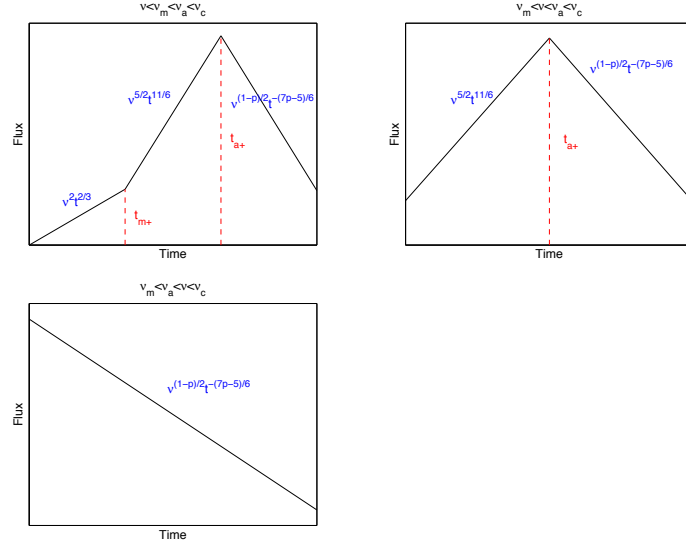 ν<ν_m<ν_a<ν_c
Flux
ν^2t^{2/3}
ν^{5/2}t^{11/6}
ν^{(1−p)/2}t^{−(7p−5)/6}
t_{m+}
t_{a+}
Time
ν_m<ν<ν_a<ν_c
Flux
ν^{5/2}t^{11/6}
ν^{(1−p)/2}t^{−(7p−5)/6}
t_{a+}
Time
ν_m<ν_a<ν<ν_c
Flux
ν^{(1−p)/2}t^{−(7p−5)/6}
Time